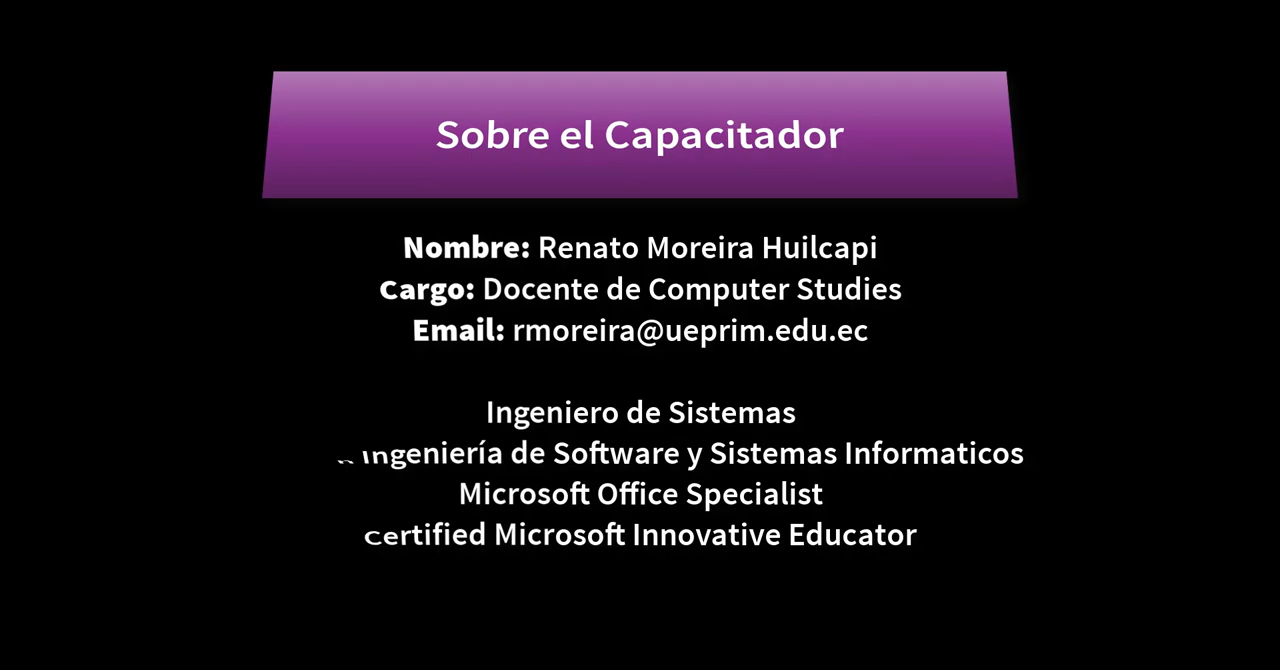 Sobre el Capacitador
Nombre: Renato Moreira Huilcapi
Cargo: Docente de Computer Studies
Email: rmoreira@ueprim.edu.ec
Ingeniero de Sistemas
Ingeniería de Software y Sistemas Informaticos
Microsoft Office Specialist
Certified Microsoft Innovative Educator